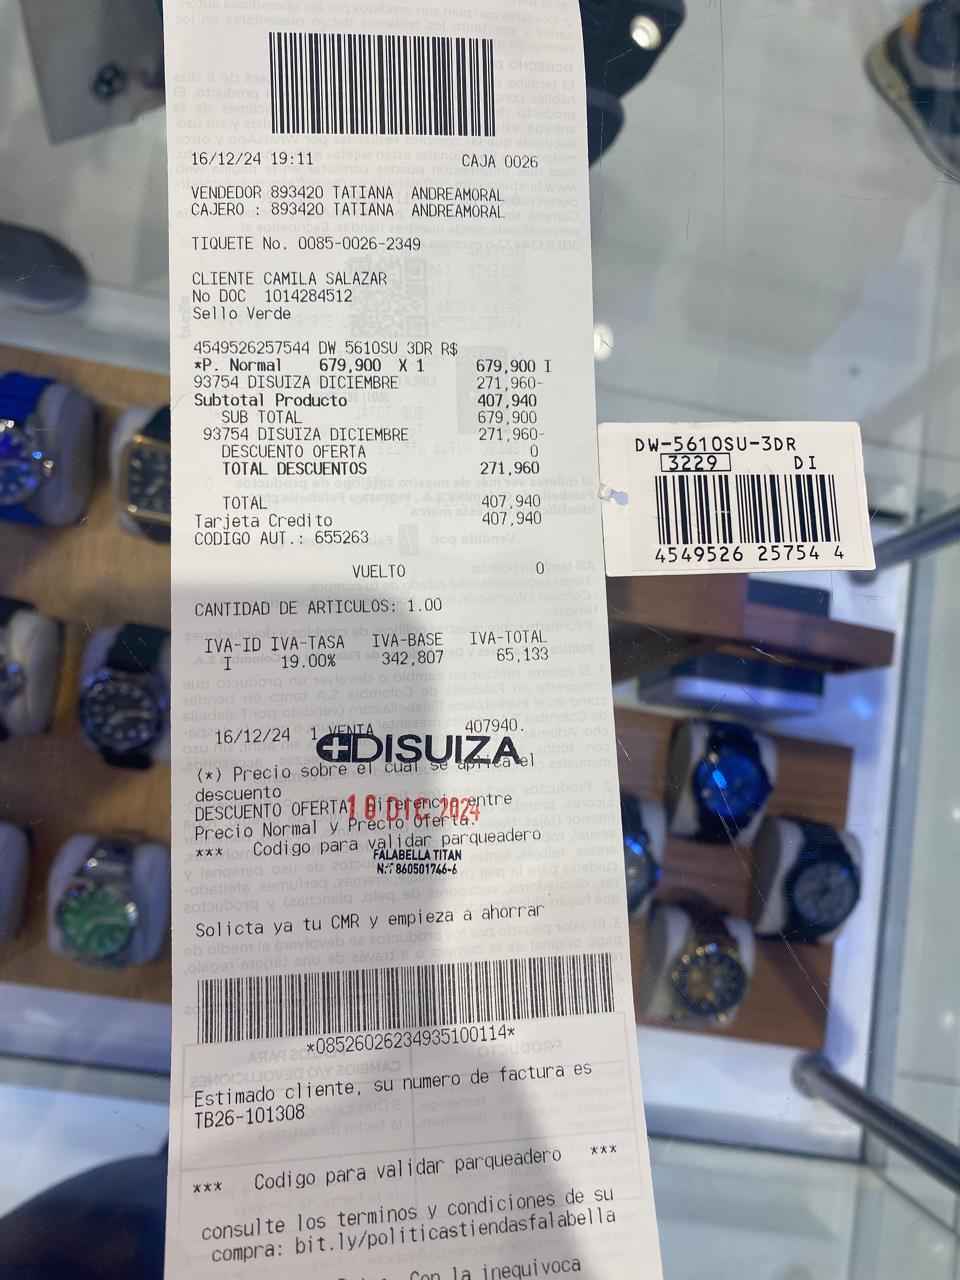 16/12/24 19:11 CAJA 0026
VENDEDOR 893420 TATIANA ANDREAMORAL
CAJERO : 893420 TATIANA ANDREAMORAL
TIQUETE No. 0085-0026-2349
CLIENTE CAMILA SALAZAR
No DOC 1014284512
Sello Verde
4549526257544 DW 5610SU 3DR R$
*P. Normal 679,900 X 1 679,900 I
93754 DISUIZA DICIEMBRE 271,960-
Subtotal Producto 407,940
SUB TOTAL 679,900
93754 DISUIZA DICIEMBRE 271,960-
DESCUENTO OFERTA 0
TOTAL DESCUENTOS 271,960
TOTAL 407,940
Tarjeta Credito 407,940
CODIGO AUT.: 655263
VUELTO 0
CANTIDAD DE ARTICULOS: 1.00
IVA-ID IVA-TASA IVA-BASE IVA-TOTAL
I 19.00% 342,807 65,133
16/12/24 1 VENTA 407940.
DISUIZA
(*) Precio sobre el cual se aplica el
descuento
DESCUENTO OFERTA: entre
16 DIC 2024
Precio Normal y Precio Oferta.
*** Codigo para validar parqueadero
FALABELLA TITAN
N.: 860501746-6
Solicta ya tu CMR y empieza a ahorrar
*08526026234935100114*
Estimado cliente, su numero de factura es
TB26-101308
*** Codigo para validar parqueadero ***
consulte los terminos y condiciones de su
compra: bit.ly/politicastiendasfalabella
Con la inequivoca
DW-5610SU-3DR
3229 DI
4549526 25754 4